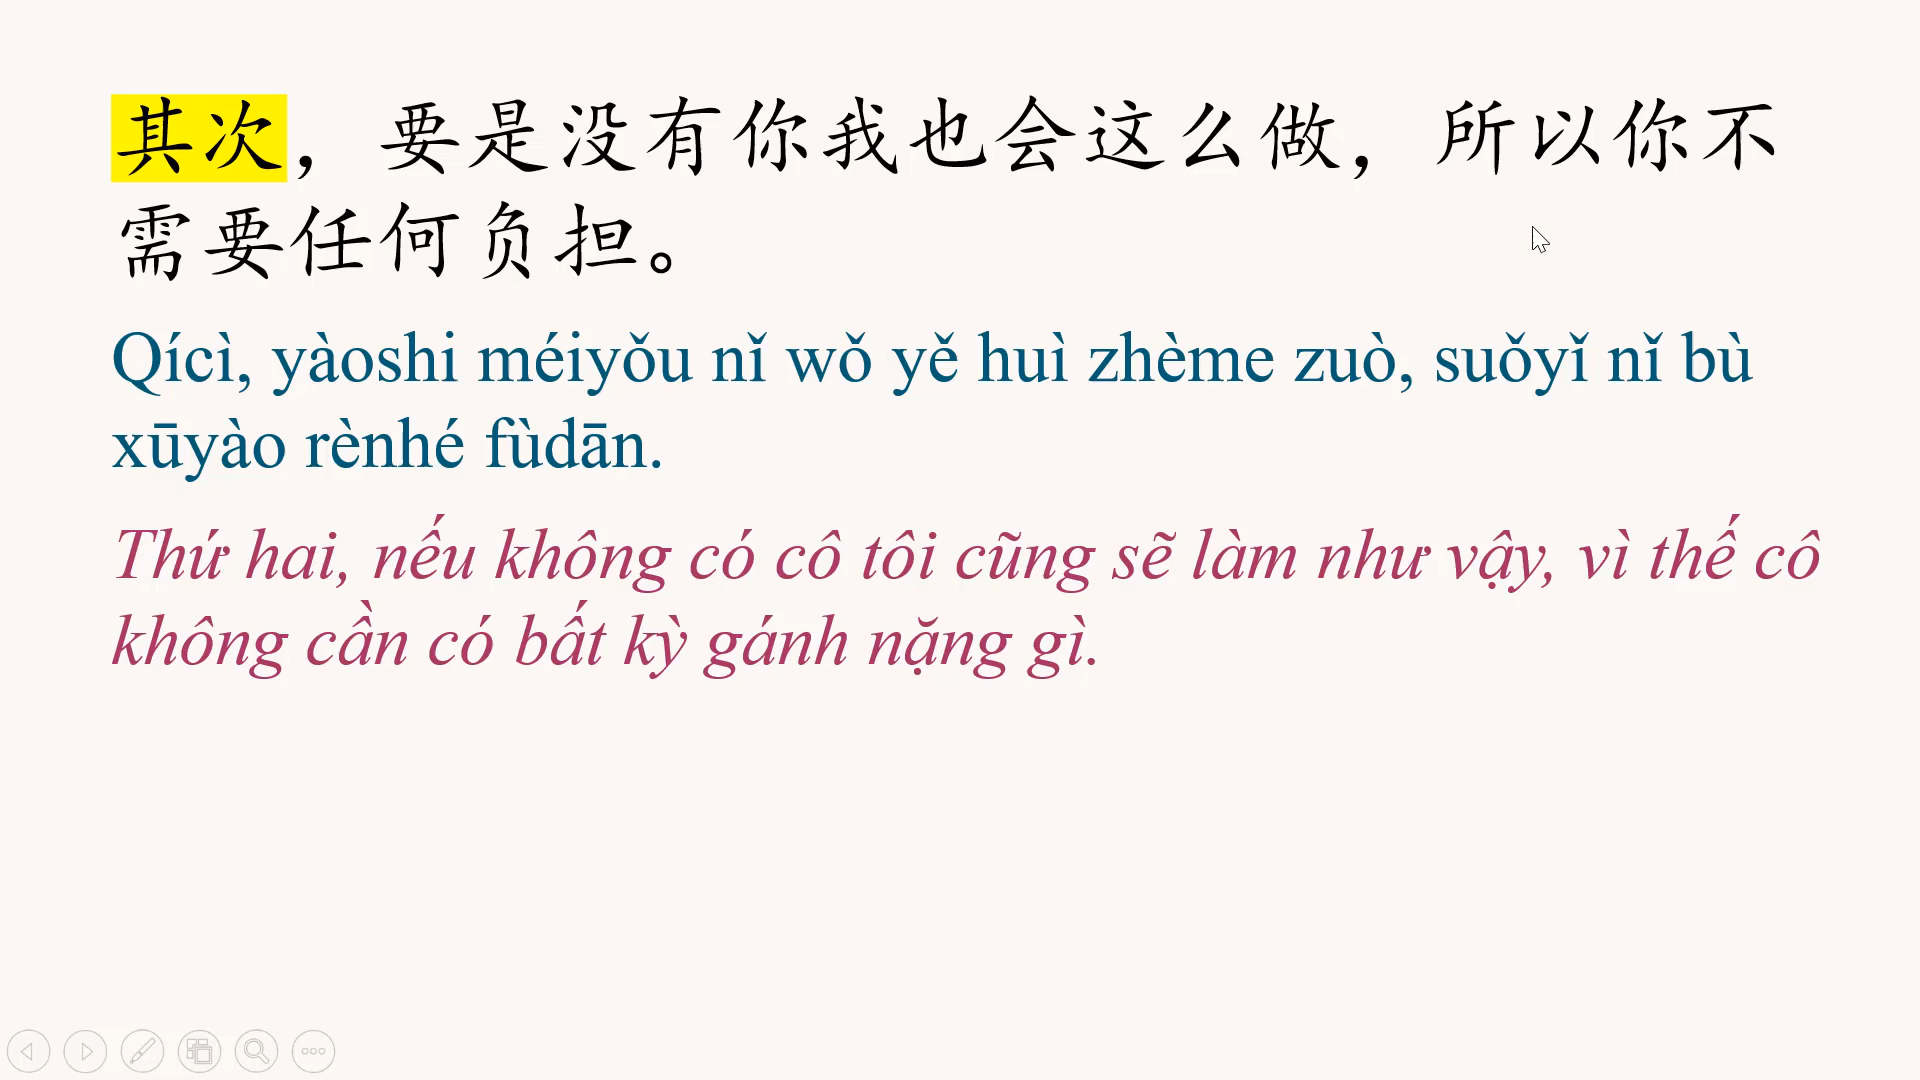 其次，要是没有你我也会这么做，所以你不
需要任何负担。
Qícì, yàoshi méiyǒu nǐ wǒ yě huì zhème zuò, suǒyǐ nǐ bù
xūyào rènhé fùdān.
Thứ hai, nếu không có cô tôi cũng sẽ làm như vậy, vì thế cô
không cần có bất kỳ gánh nặng gì.